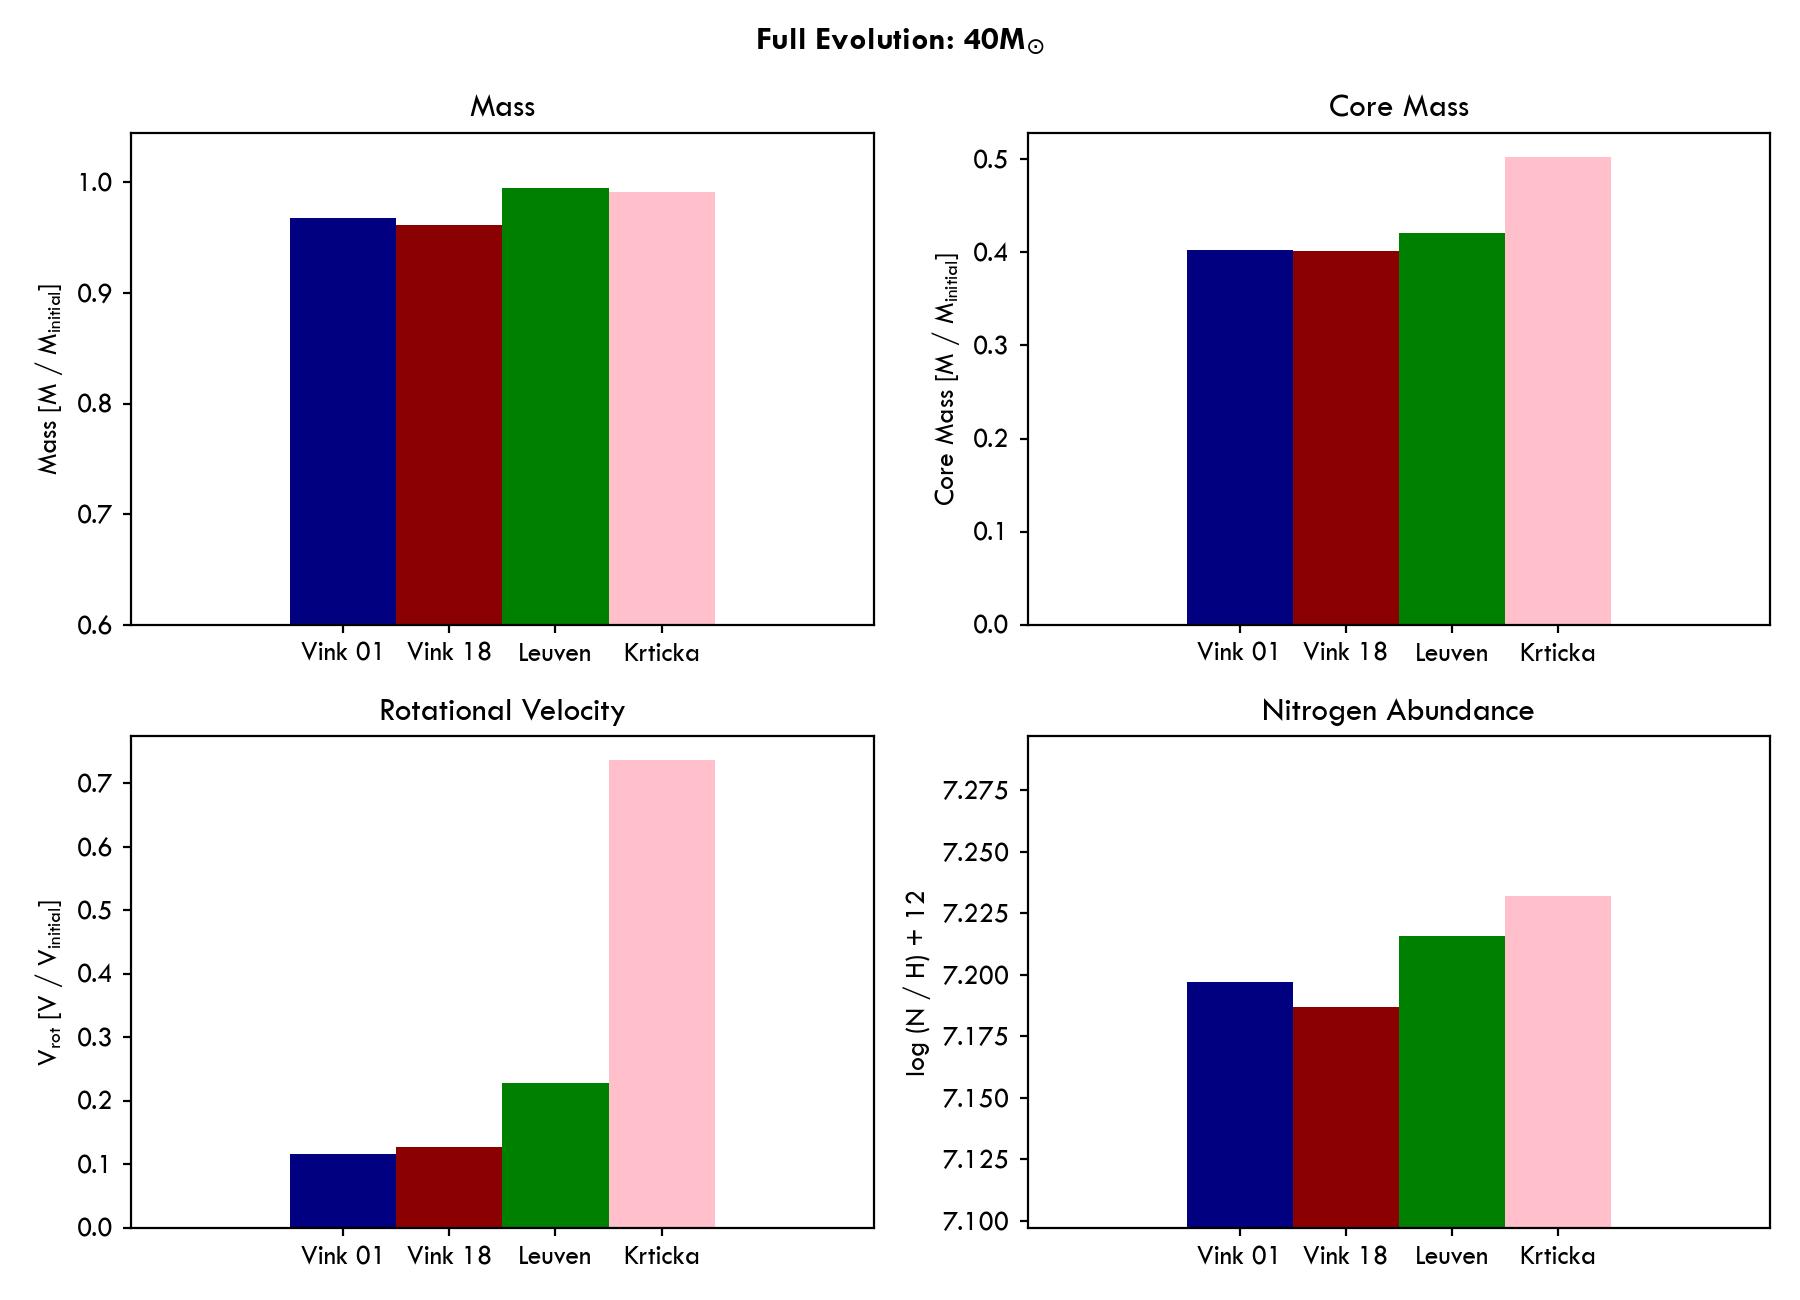 Full Evolution: 40M☉
Mass
Mass [M / Minitial]
1.0
0.9
0.8
0.7
0.6
Vink 01 Vink 18 Leuven Krticka
Core Mass
Core Mass [M / Minitial]
0.5
0.4
0.3
0.2
0.1
0.0
Vink 01 Vink 18 Leuven Krticka
Rotational Velocity
Vrot [V / Vinitial]
0.7
0.6
0.5
0.4
0.3
0.2
0.1
0.0
Vink 01 Vink 18 Leuven Krticka
Nitrogen Abundance
log (N / H) + 12
7.275
7.250
7.225
7.200
7.175
7.150
7.125
7.100
Vink 01 Vink 18 Leuven Krticka